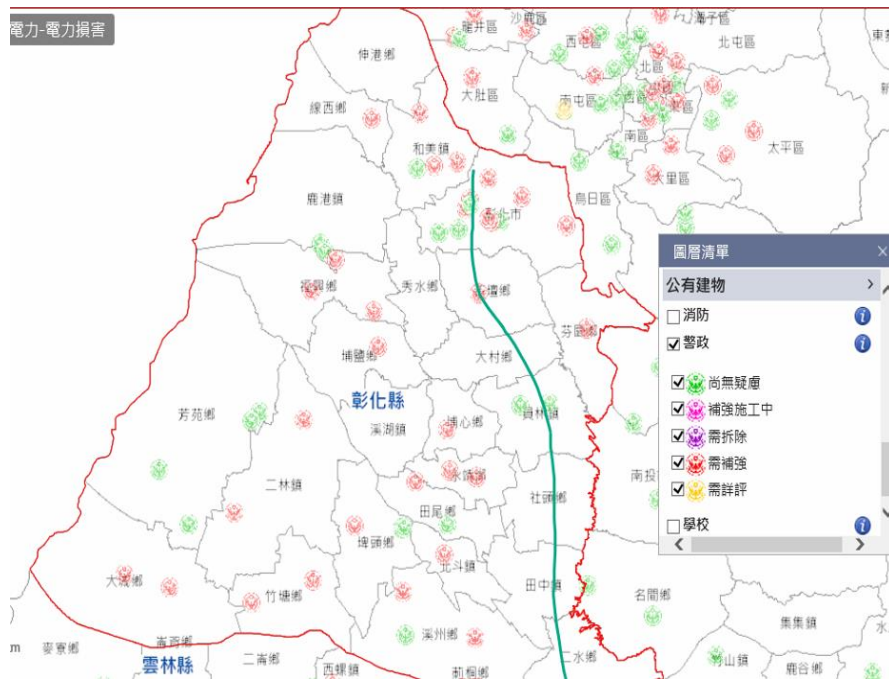 電力-電力損害
伸港鄉
龍井區
沙鹿區
西屯區
北屯區
線西鄉
大肚區
南屯區
北區
西區
東區
南區
太平區
和美鎮
大里區
鹿港鎮
彰化市
烏日區
福興鄉
秀水鄉
花壇鄉
芬園鄉
埔鹽鄉
大村鄉
彰化縣
芳苑鄉
溪湖鎮
埔心鄉
員林鎮
二林鎮
永靖鄉
社頭鄉
南投
田尾鄉
埤頭鄉
北斗鎮
大城鄉
竹塘鄉
田中鎮
名間鄉
溪州鄉
集集鎮
麥寮鄉
崙背鄉
雲林縣
二崙鄉
西螺鎮
莿桐鄉
二水鄉
竹山鎮
鹿谷鄉
水
m
圖層清單
公有建物
消防
警政
尚無疑慮
補強施工中
需拆除
需補強
需詳評
學校